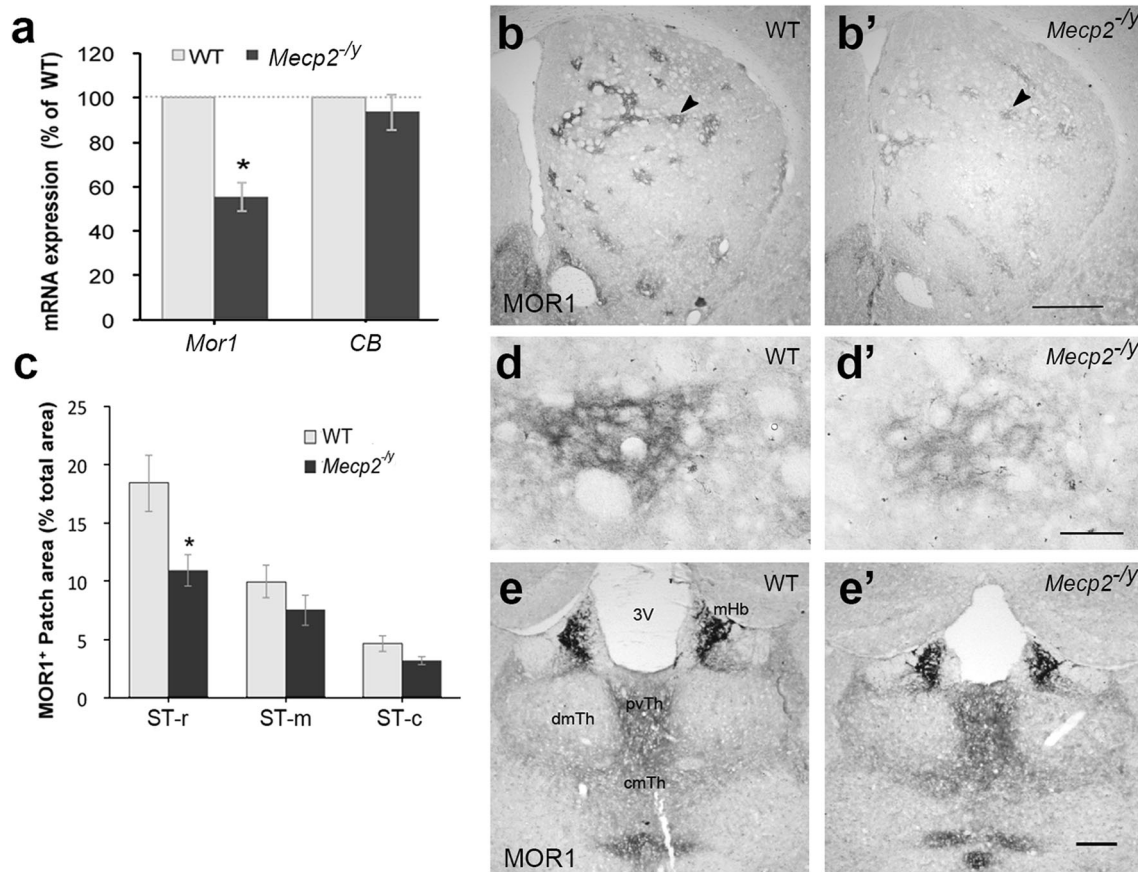 a
mRNA expression (% of WT)
120
100
80
60
40
20
0
WT Mecp2-/y
*
Mor1 CB
b WT
MOR1
b' Mecp2-/y
c
MOR1+ Patch area (% total area)
25
20
15
10
5
0
WT
Mecp2-/y
*
ST-r ST-m ST-c
d WT
d' Mecp2-/y
e WT
3V mHb
pvTh
dmTh
cmTh
MOR1
e' Mecp2-/y